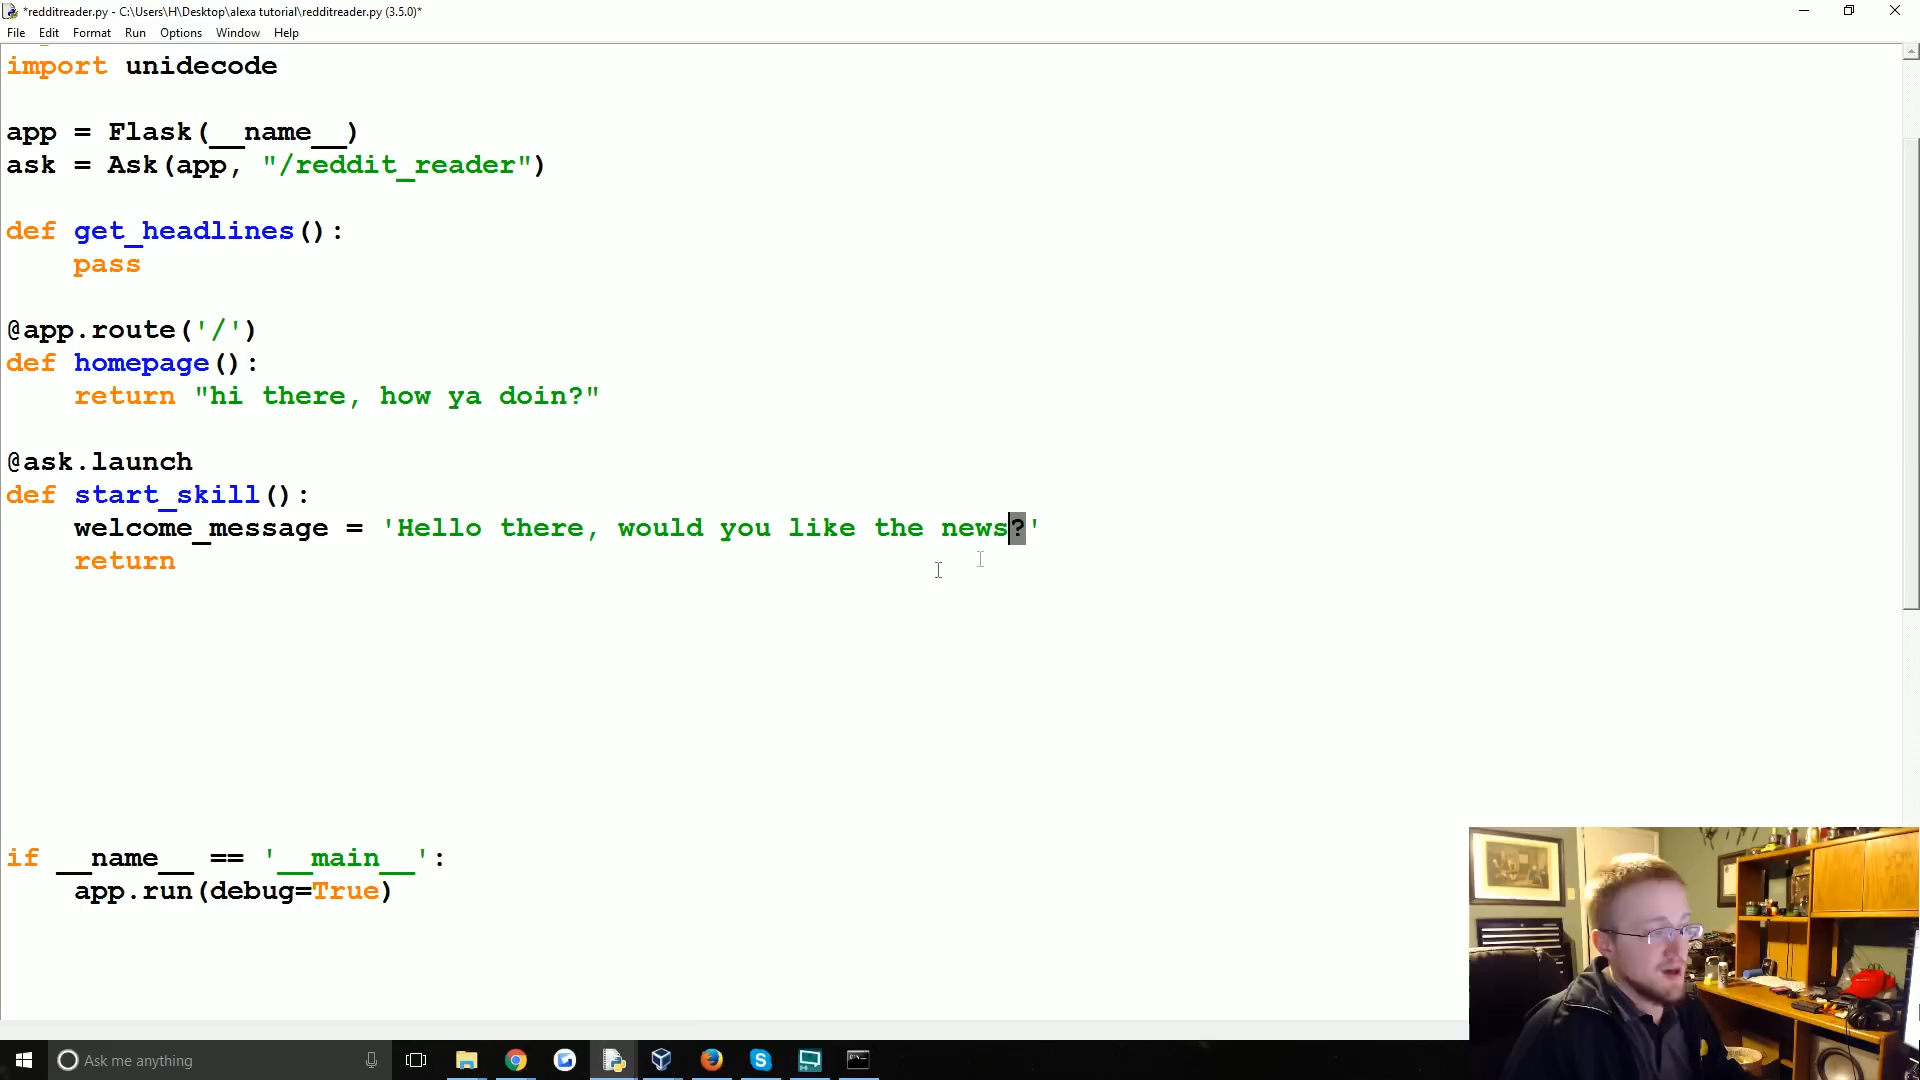 *redditreader.py - C:\Users\H\Desktop\alexa tutorial\redditreader.py (3.5.0)*
File Edit Format Run Options Window Help
import unidecode
app = Flask(__name__)
ask = Ask(app, "/reddit_reader")
def get_headlines():
pass
@app.route('/')
def homepage():
return "hi there, how ya doin?"
@ask.launch
def start_skill():
welcome_message = 'Hello there, would you like the news?'
return
if __name__ == '__main__':
app.run(debug=True)
Ask me anything